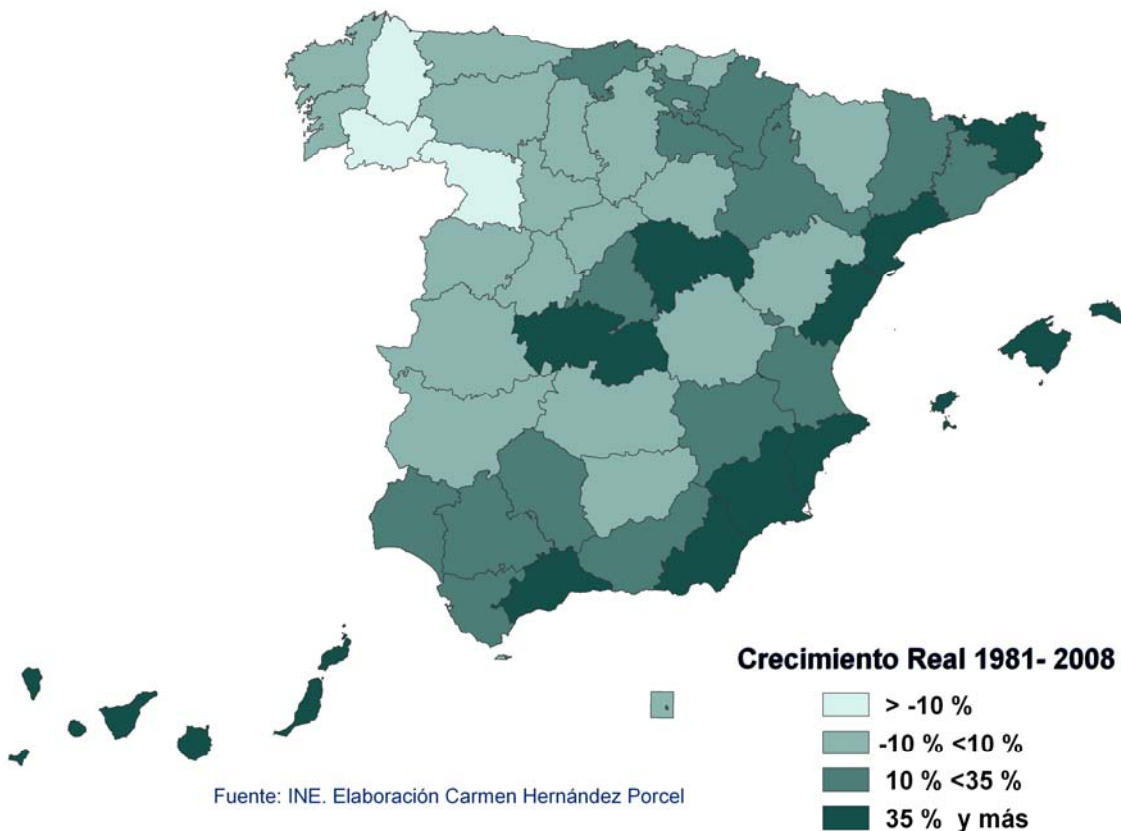 Crecimiento Real 1981- 2008
> -10 %
-10 % <10 %
10 % <35 %
35 % y más
Fuente: INE. Elaboración Carmen Hernández Porcel